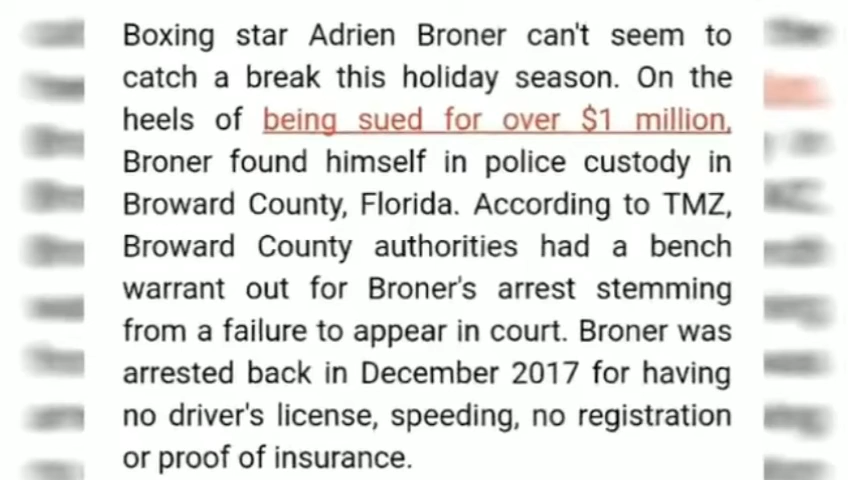 Boxing star Adrien Broner can't seem to
catch a break this holiday season. On the
heels of being sued for over $1 million,
Broner found himself in police custody in
Broward County, Florida. According to TMZ,
Broward County authorities had a bench
warrant out for Broner's arrest stemming
from a failure to appear in court. Broner was
arrested back in December 2017 for having
no driver's license, speeding, no registration
or proof of insurance.